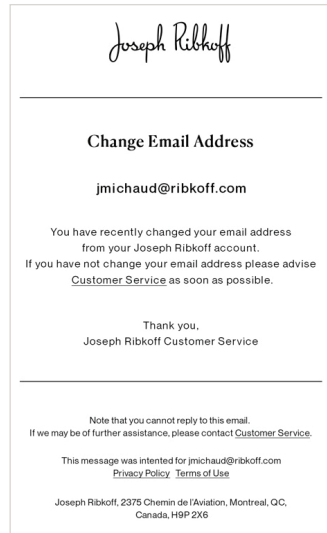 Joseph Ribkoff
Change Email Address
jmichaud@ribkoff.com
You have recently changed your email address
from your Joseph Ribkoff account.
If you have not change your email address please advise
Customer Service as soon as possible.
Thank you,
Joseph Ribkoff Customer Service
Note that you cannot reply to this email.
If we may be of further assistance, please contact Customer Service.
This message was intented for jmichaud@ribkoff.com
Privacy Policy Terms of Use
Joseph Ribkoff, 2375 Chemin de l'Aviation, Montreal, QC,
Canada, H9P 2X6